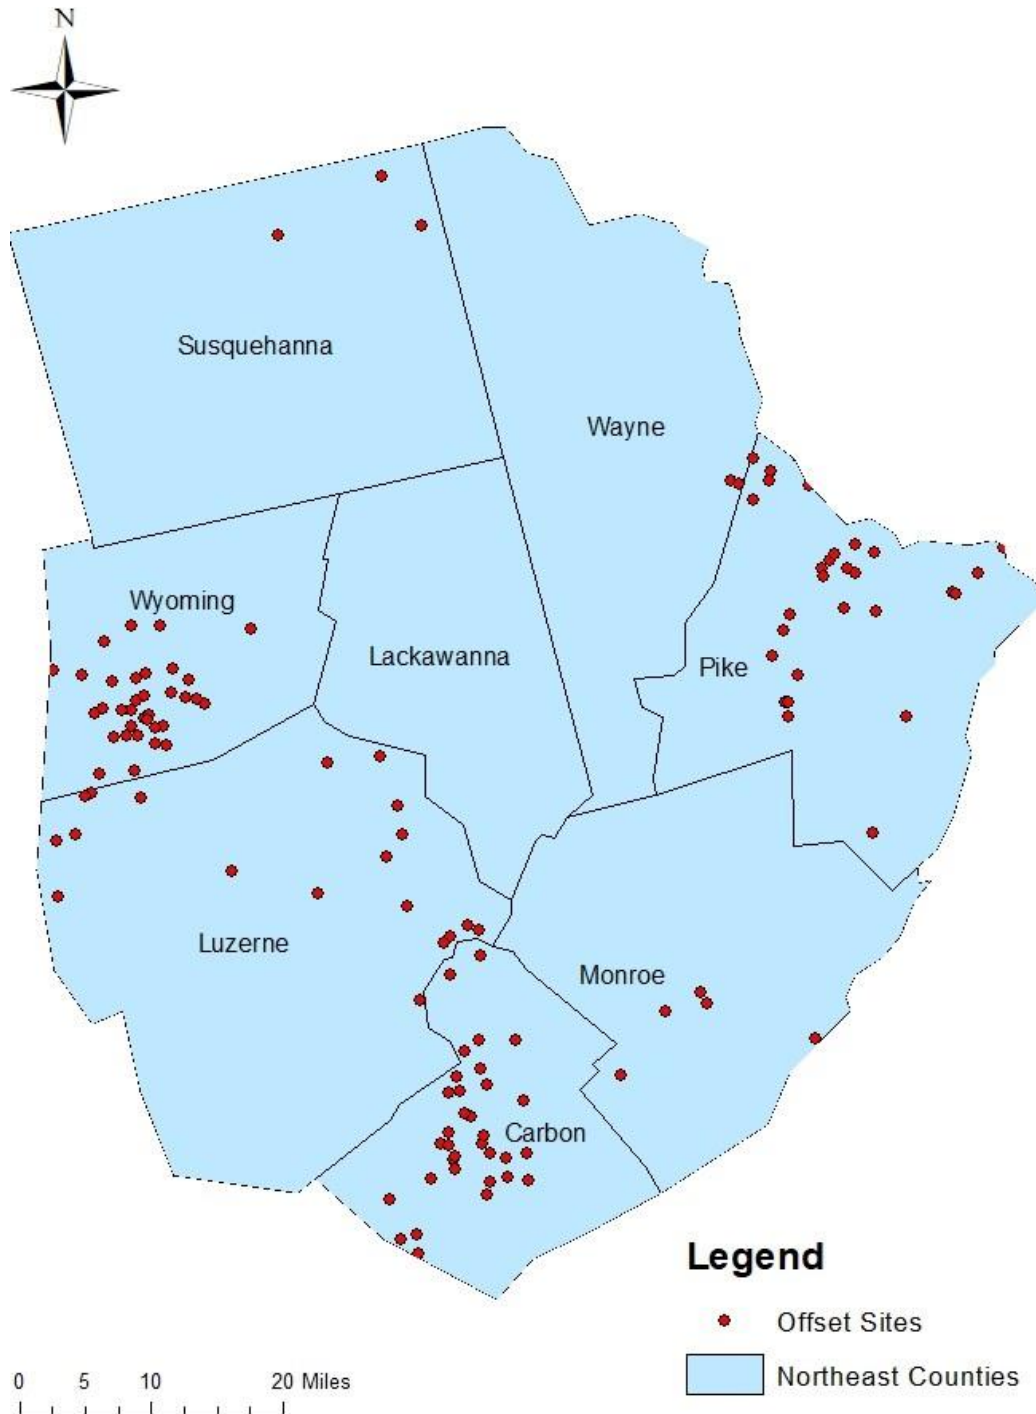 N
Susquehanna
Wayne
Wyoming
Lackawanna
Pike
Luzerne
Monroe
Carbon
Legend
Offset Sites
Northeast Counties
0 5 10 20 Miles